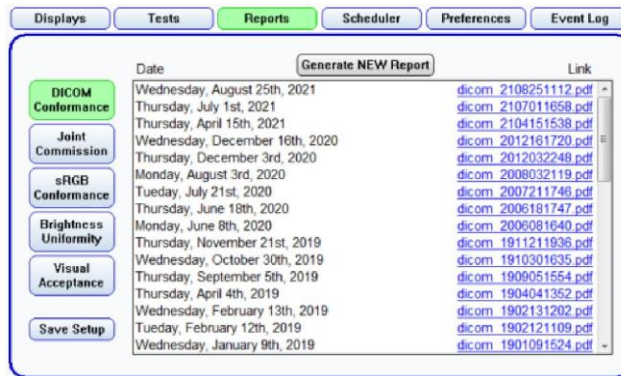 Displays Tests Reports Scheduler Preferences Event Log
Date Generate NEW Report Link
DICOM Conformance
Joint Commission
sRGB Conformance
Brightness Uniformity
Visual Acceptance
Save Setup
Wednesday, August 25th, 2021 dicom_2108251112.pdf
Thursday, July 1st, 2021 dicom_2107011658.pdf
Thursday, April 15th, 2021 dicom_2104151538.pdf
Wednesday, December 16th, 2020 dicom_2012161720.pdf
Thursday, December 3rd, 2020 dicom_2012032248.pdf
Monday, August 3rd, 2020 dicom_2008032119.pdf
Tueday, July 21st, 2020 dicom_2007211746.pdf
Thursday, June 18th, 2020 dicom_2006181747.pdf
Monday, June 8th, 2020 dicom_2006081640.pdf
Thursday, November 21st, 2019 dicom_1911211936.pdf
Wednesday, October 30th, 2019 dicom_1910301635.pdf
Thursday, September 5th, 2019 dicom_1909051554.pdf
Thursday, April 4th, 2019 dicom_1904041352.pdf
Wednesday, February 13th, 2019 dicom_1902131202.pdf
Tueday, February 12th, 2019 dicom_1902121109.pdf
Wednesday, January 9th, 2019 dicom_1901091524.pdf